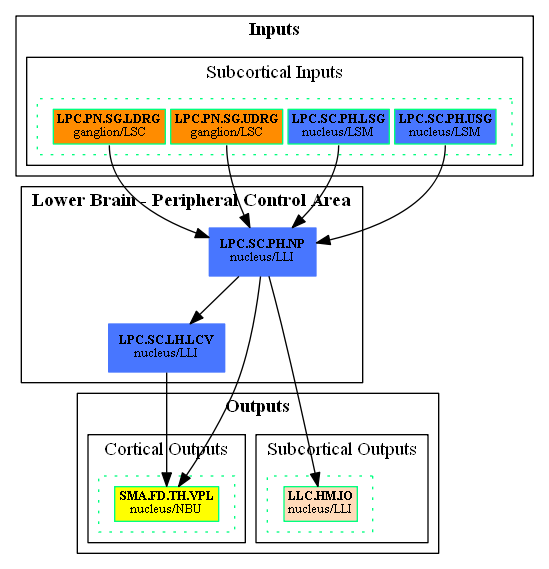 Inputs
Subcortical Inputs
LPC.PN.SG.LDRG
ganglion/LSC
LPC.PN.SG.UDRG
ganglion/LSC
LPC.SC.PH.LSG
nucleus/LSM
LPC.SC.PH.USG
nucleus/LSM
Lower Brain - Peripheral Control Area
LPC.SC.PH.NP
nucleus/LLI
LPC.SC.LH.LCV
nucleus/LLI
Outputs
Cortical Outputs
SMA.FD.TH.VPL
nucleus/NBU
Subcortical Outputs
LLC.HM.IO
nucleus/LLI